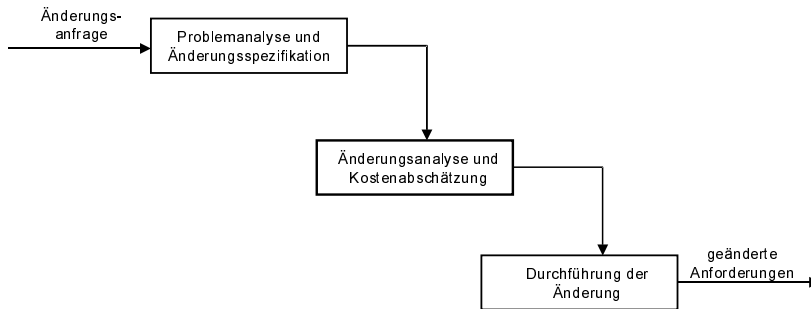 Änderungs-
anfrage
Problemanalyse und
Änderungsspezifikation
Änderungsanalyse und
Kostenabschätzung
Durchführung der
Änderung
geänderte
Anforderungen